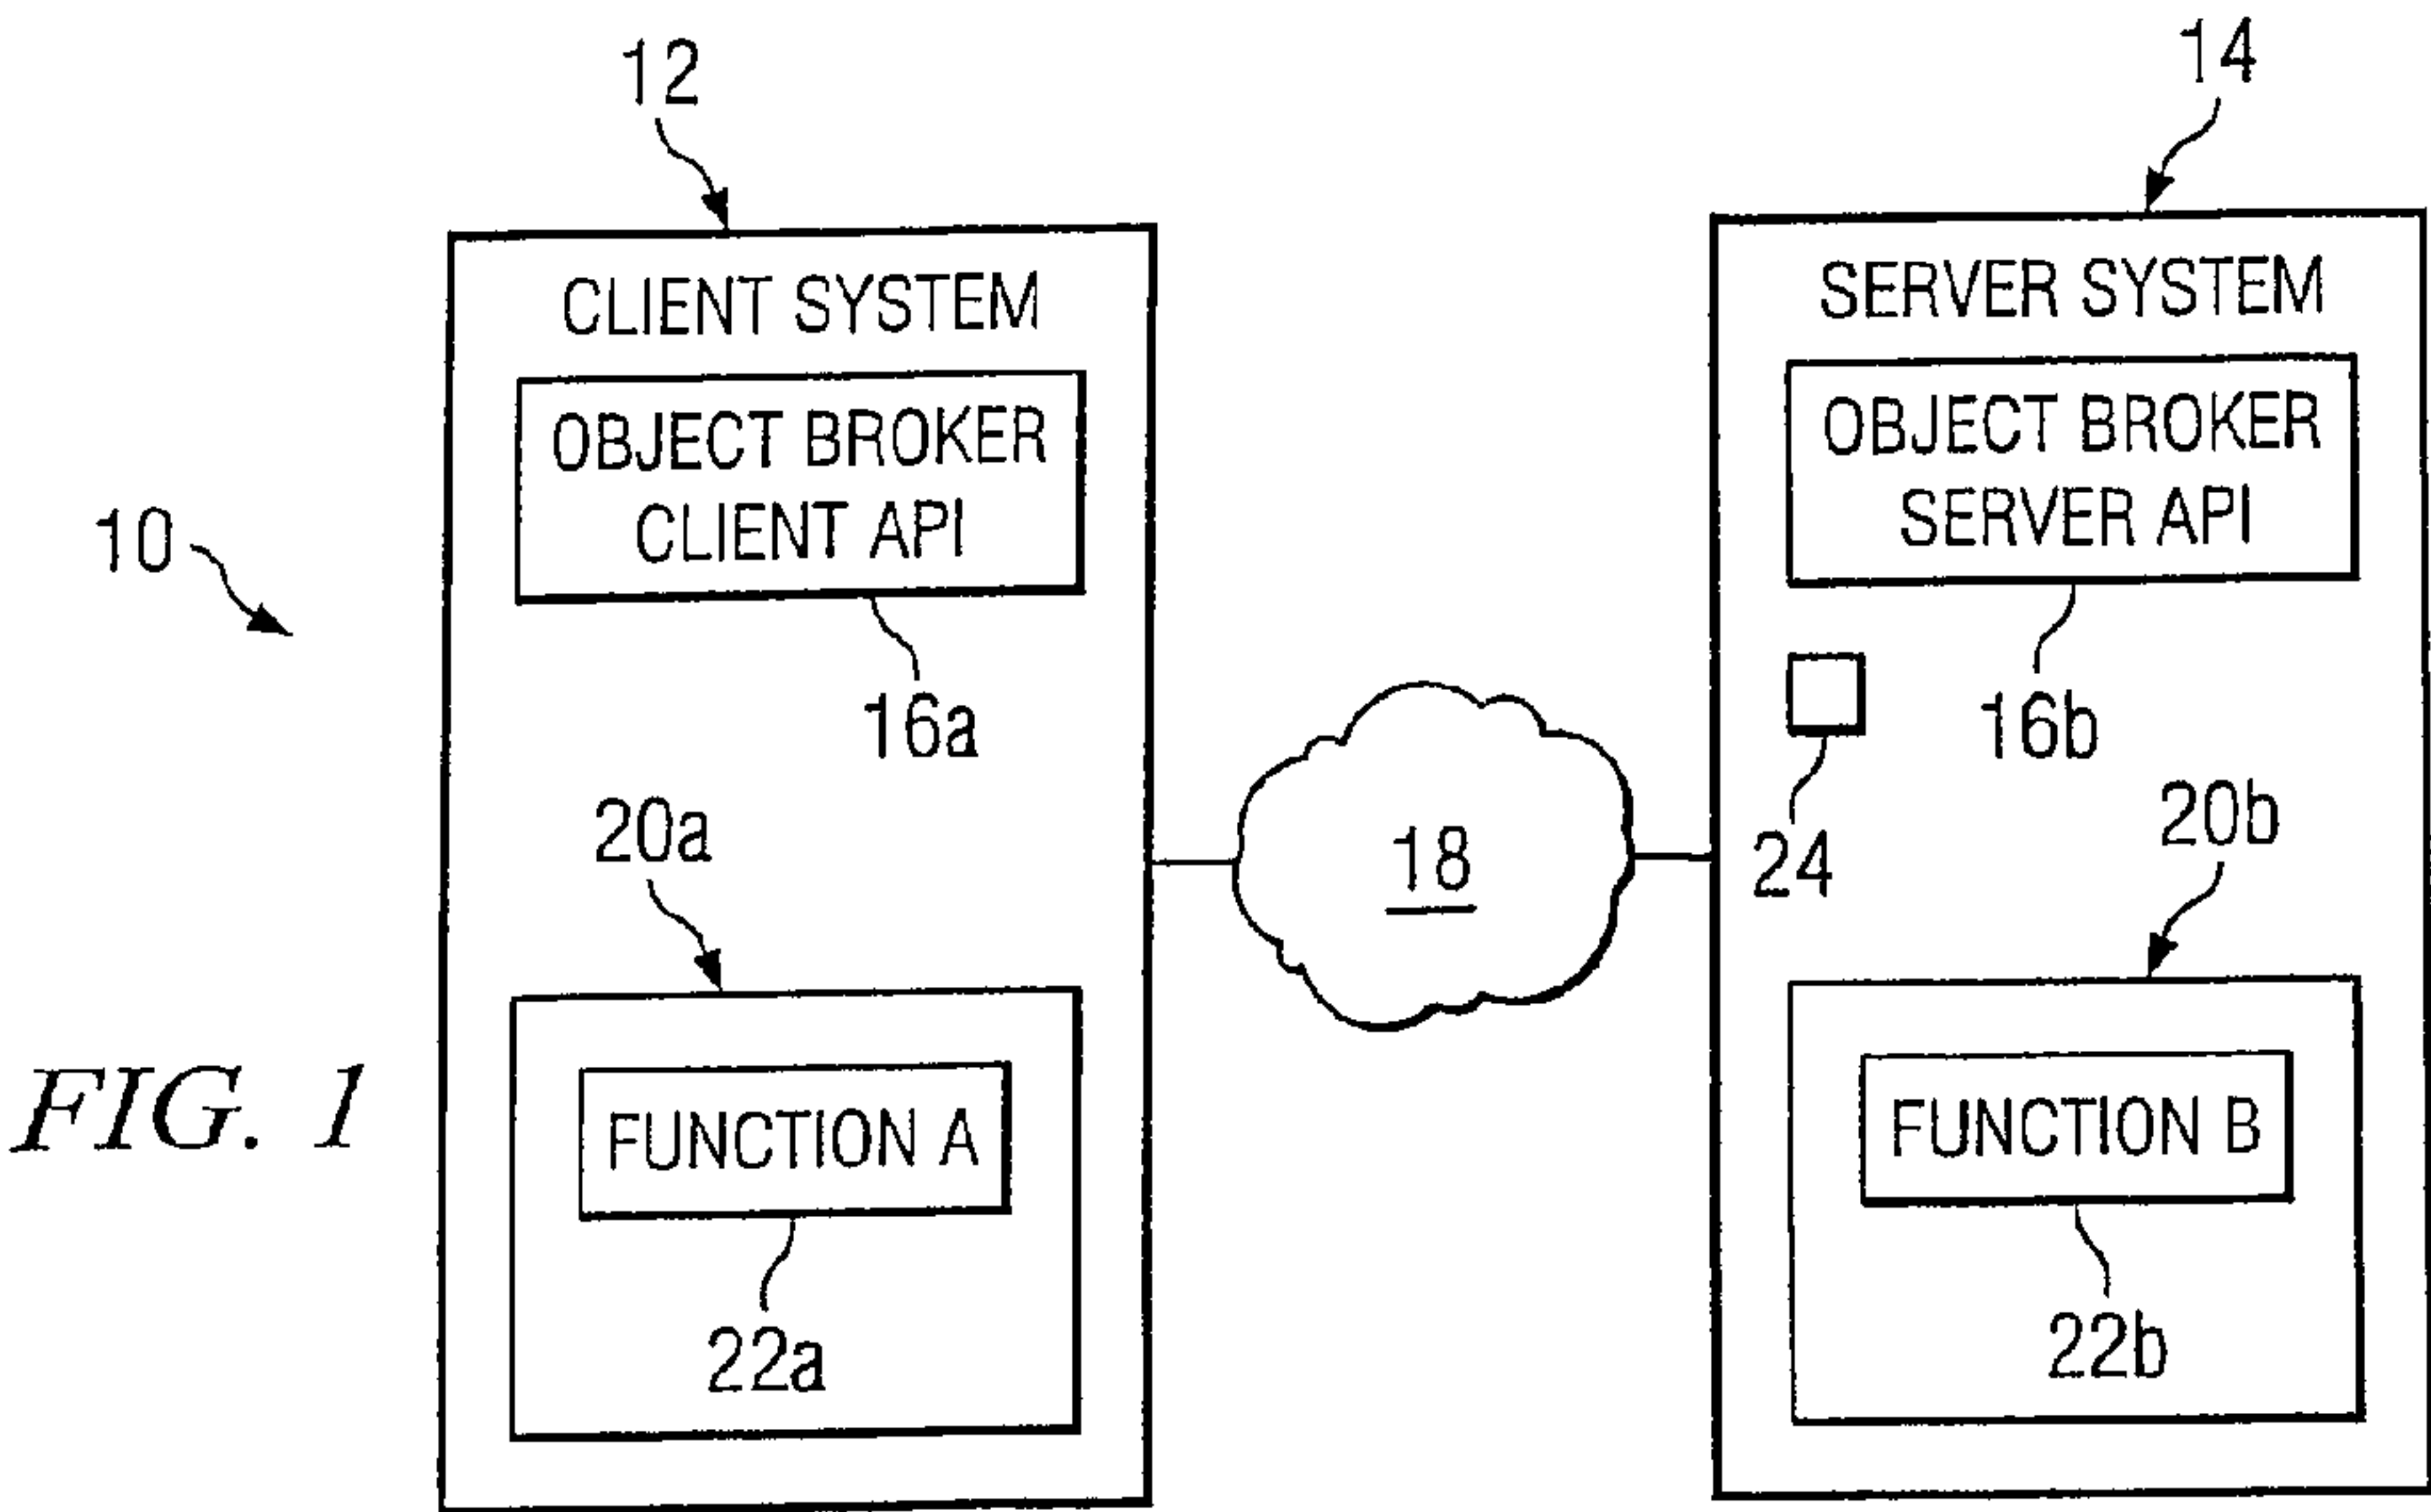 12
14
CLIENT SYSTEM
SERVER SYSTEM
OBJECT BROKER
CLIENT API
OBJECT BROKER
SERVER API
10
16a
16b
20a
18
24
20b
FIG. 1
FUNCTION A
FUNCTION B
22a
22b